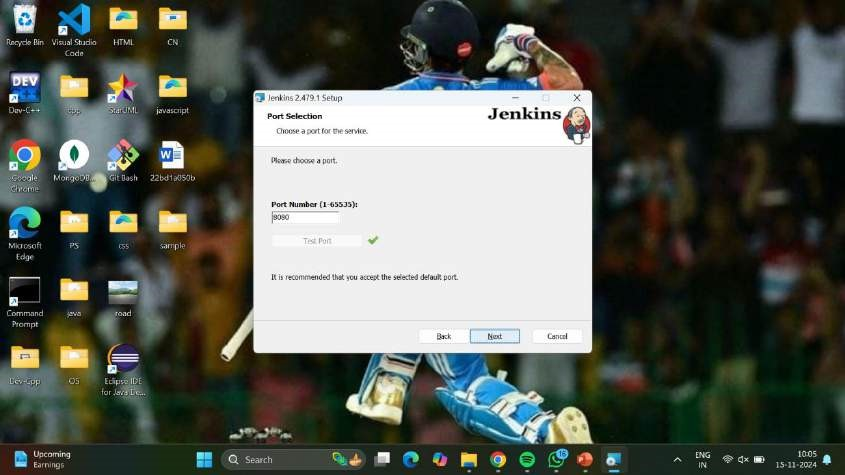 Recycle Bin
Visual Studio
Code
HTML
CN
DEV
Dev-C++
cpp
StarUML
javascript
Google
Chrome
MongoDB...
Git Bash
22bd1a050b
Microsoft
Edge
PS
css
sample
Command
Prompt
java
road
Dev-Cpp
OS
Eclipse IDE
for Java De...
Jenkins 2.479.1 Setup
Port Selection
Choose a port for the service.
Jenkins
Please choose a port.
Port Number (1-65535):
8080
Test Port
It is recommended that you accept the selected default port.
Back
Next
Cancel
Upcoming
Earnings
Search
16
ENG
IN
10:05
15-11-2024